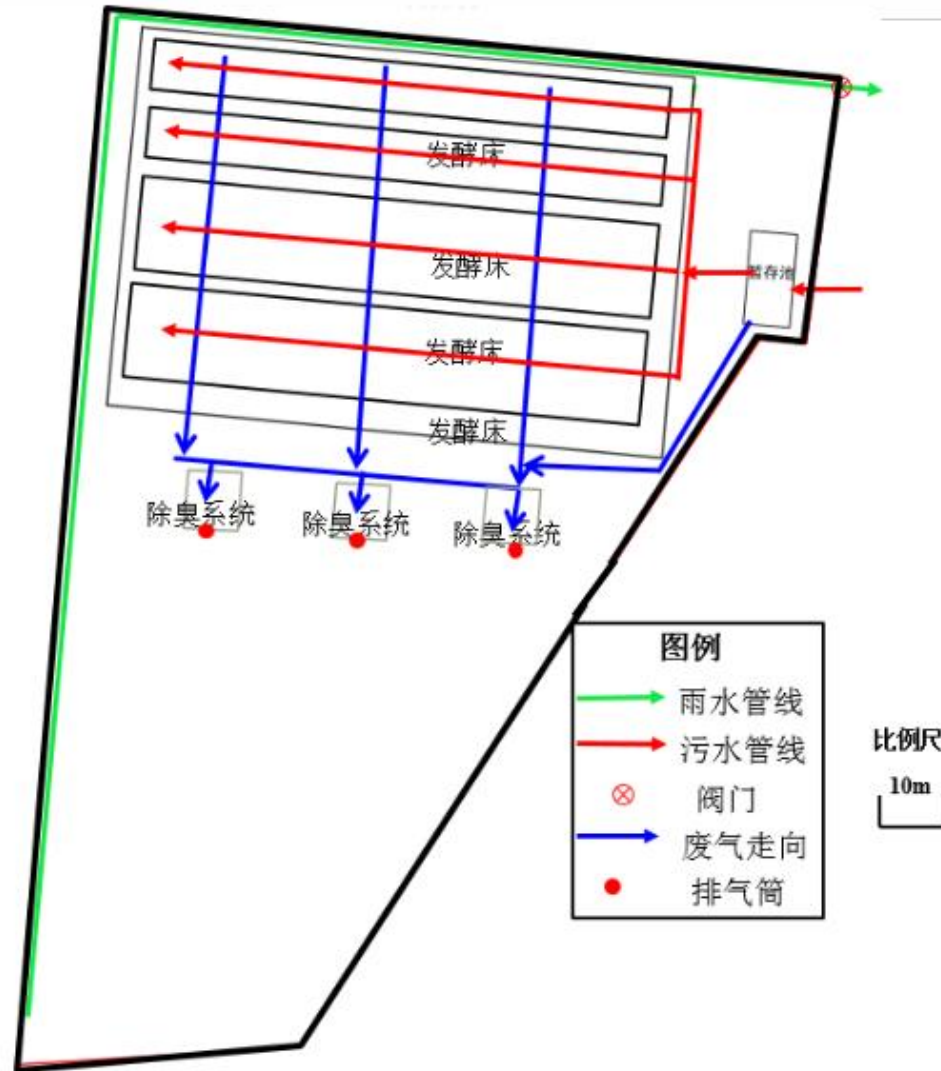 发酵床
暂存池
发酵床
发酵床
发酵床
除臭系统
除臭系统
除臭系统
图例
雨水管线
污水管线
阀门
废气走向
排气筒
比例尺
10m